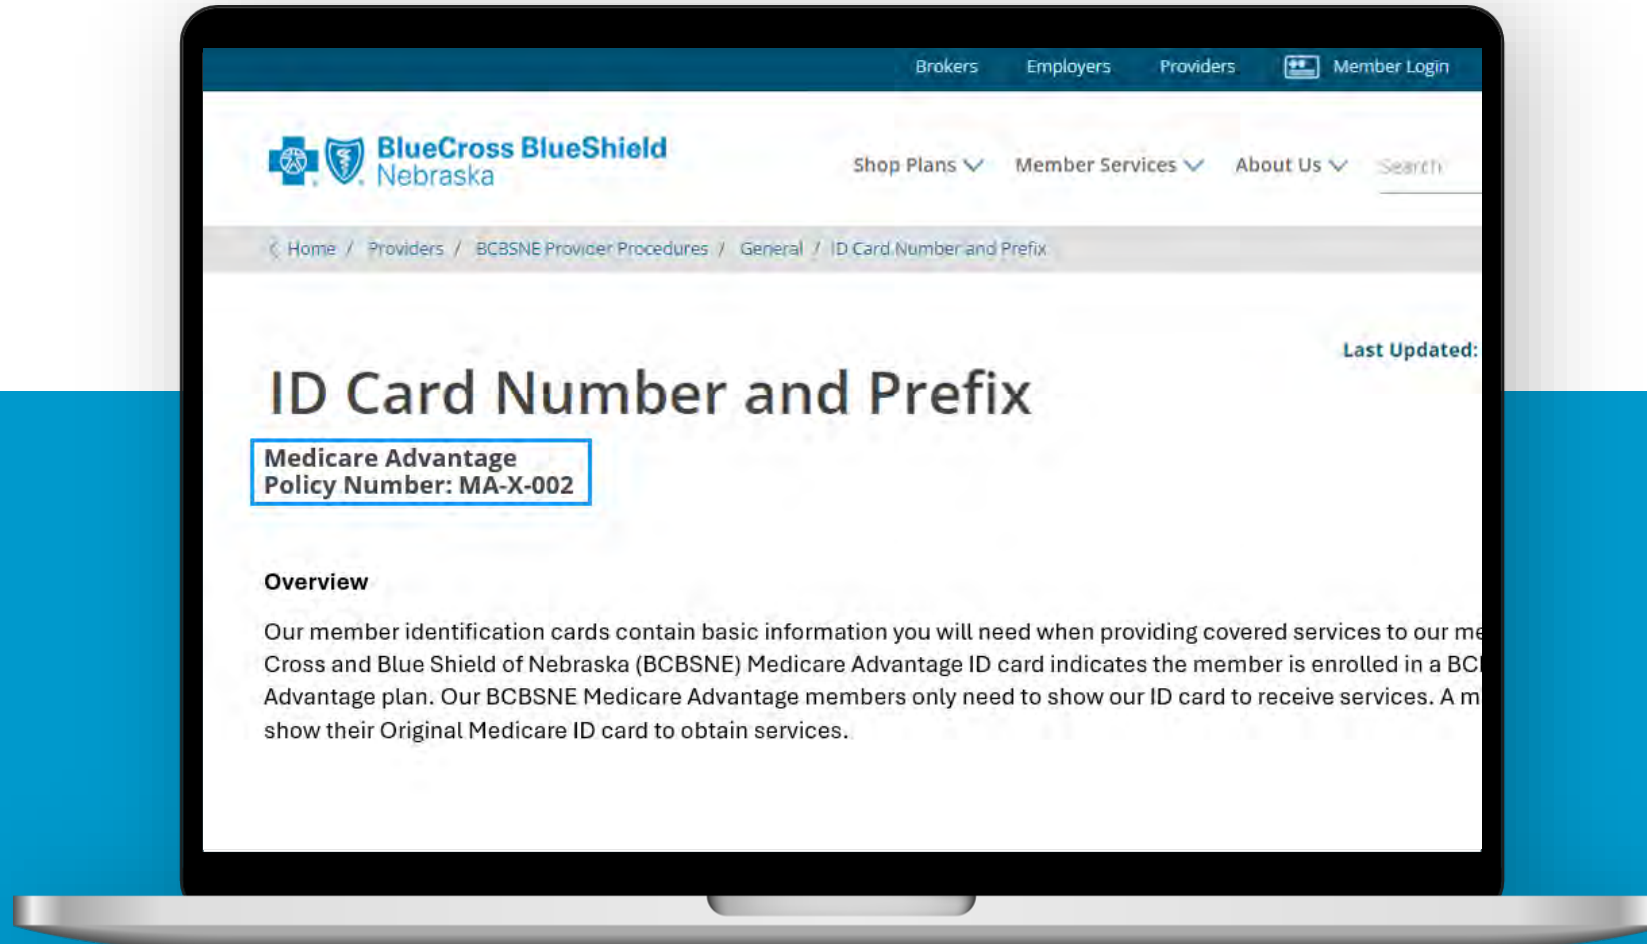 Brokers Employers Providers Member Login
BlueCross BlueShield
Nebraska
Shop Plans Member Services About Us Search
Home / Providers / BCBSNE Provider Procedures / General / ID Card Number and Prefix
Last Updated:
ID Card Number and Prefix
Medicare Advantage
Policy Number: MA-X-002
Overview
Our member identification cards contain basic information you will need when providing covered services to our me
Cross and Blue Shield of Nebraska (BCBSNE) Medicare Advantage ID card indicates the member is enrolled in a BC
Advantage plan. Our BCBSNE Medicare Advantage members only need to show our ID card to receive services. A m
show their Original Medicare ID card to obtain services.